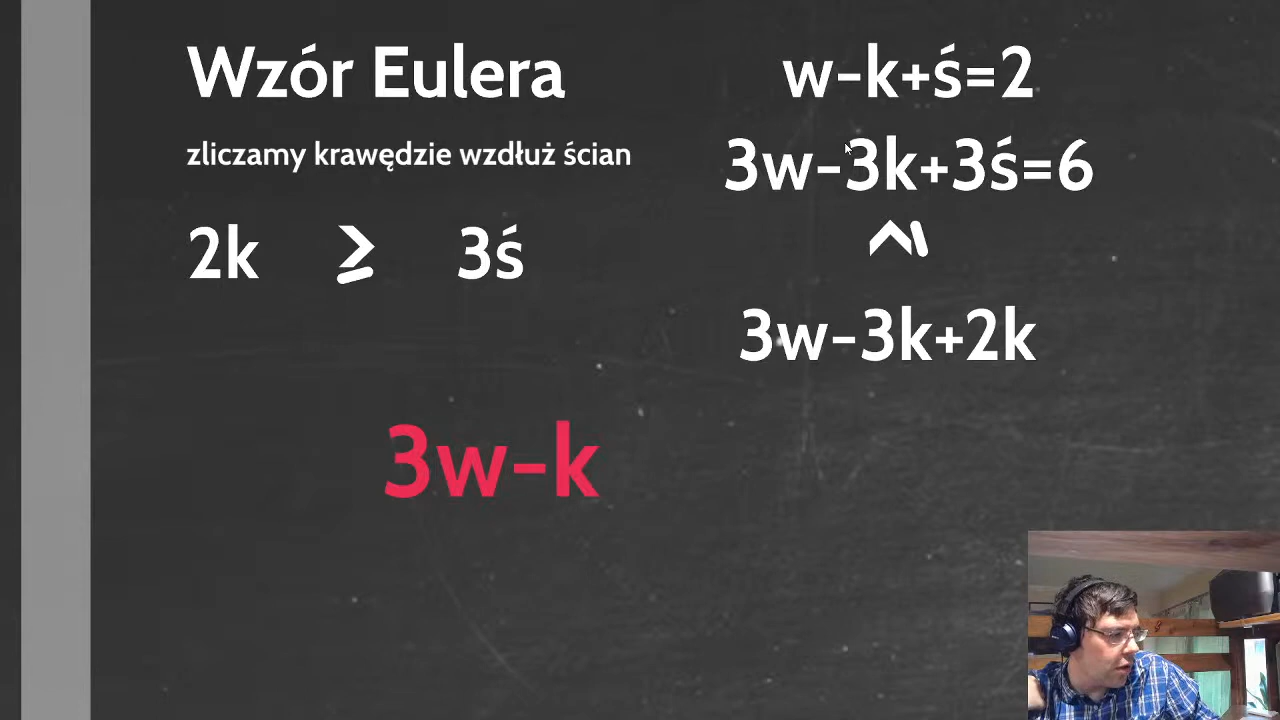 Wzór Eulera
zliczamy krawędzie wzdłuż ścian
2k ≥ 3ś
w-k+ś=2
3w-3k+3ś=6
≤
3w-3k+2k
3w-k